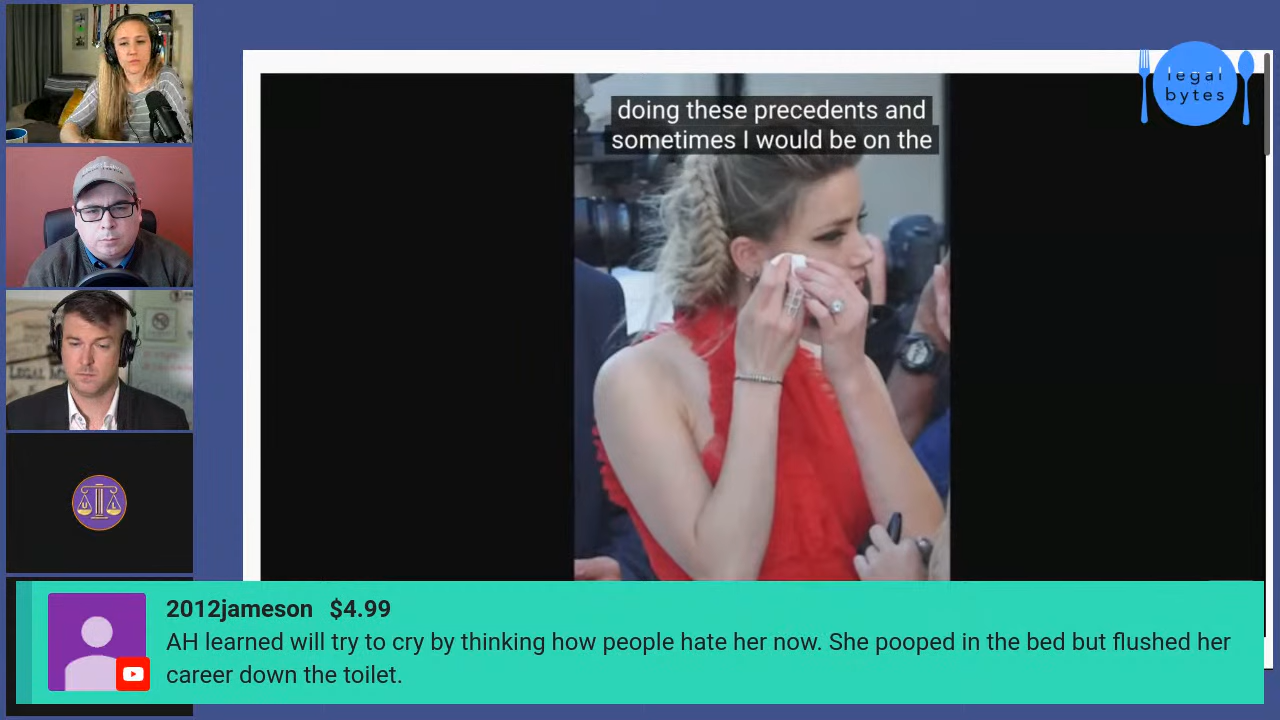 legal
bytes
doing these precedents and
sometimes I would be on the
2012jameson $4.99
AH learned will try to cry by thinking how people hate her now. She pooped in the bed but flushed her
career down the toilet.